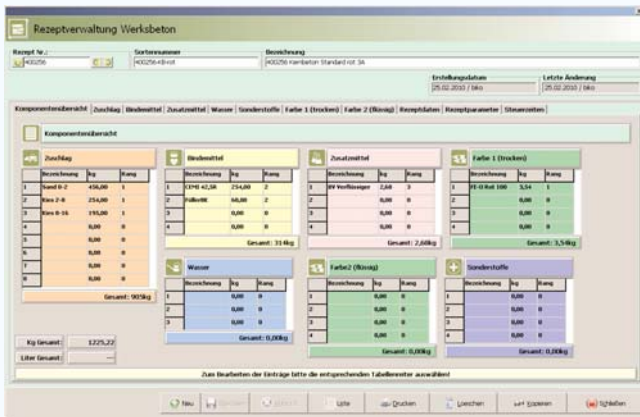 Rezeptverwaltung Werksbeton
Rezept Nr.: Sortennummer Bezeichnung
400256 400256-KB-rot 400256 Kernbeton Standard rot 3A
Erstellungsdatum Letzte Änderung
25.02.2010 / biko 25.02.2010 / biko
Komponentenübersicht Zuschlag Bindemittel Zusatzmittel Wasser Sonderstoffe Farbe 1 (trocken) Farbe 2 (flüssig) Rezeptdaten Rezeptparameter Steuerzeiten
Komponentenübersicht
Zuschlag
Bezeichnung kg Rang
1 Sand 0-2 456,00 1
2 Kies 2-8 254,00 1
3 Kies 8-16 195,00 1
4 0,00 0
5 0,00 0
6 0,00 0
7 0,00 0
8 0,00 0
Gesamt: 905kg
Bindemittel
Bezeichnung kg Rang
1 CEMI 42,5R 254,00 2
2 FüllerBK 60,00 2
3 0,00 0
4 0,00 0
Gesamt: 314kg
Zusatzmittel
Bezeichnung kg Rang
1 BV Verflüssiger 2,68 3
2 0,00 0
3 0,00 0
4 0,00 0
Gesamt: 2,68kg
Farbe 1 (trocken)
Bezeichnung kg Rang
1 FE-O Rot 100 3,54 1
2 0,00 0
3 0,00 0
4 0,00 0
Gesamt: 3,54kg
Wasser
Bezeichnung kg Rang
1 0,00 0
2 0,00 0
3 0,00 0
Gesamt: 0,00kg
Farbe2 (flüssig)
Bezeichnung kg Rang
1 0,00 0
2 0,00 0
3 0,00 0
4 0,00 0
Gesamt: 0,00kg
Sonderstoffe
Bezeichnung kg Rang
1 0,00 0
2 0,00 0
3 0,00 0
4 0,00 0
Gesamt: 0,00kg
Kg Gesamt: 1225,22
Liter Gesamt: ---
Zum Bearbeiten der Einträge bitte die entsprechenden Tabellenreiter auswählen!
Neu Liste Drucken Loeschen Kopieren Schließen